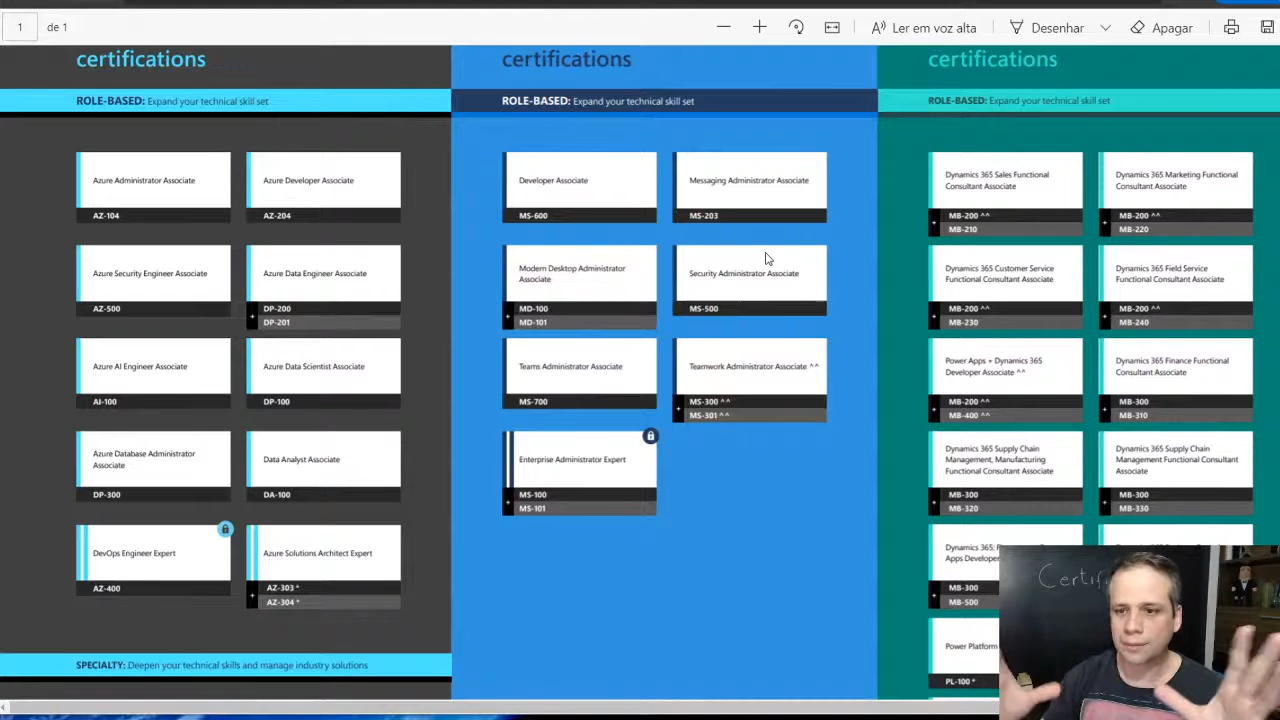 1 de 1 Ler em voz alta Desenhar Apagar
certifications
ROLE-BASED: Expand your technical skill set
Azure Administrator Associate
AZ-104
Azure Developer Associate
AZ-204
Azure Security Engineer Associate
AZ-500
Azure Data Engineer Associate
+ DP-200
DP-201
Azure AI Engineer Associate
AI-100
Azure Data Scientist Associate
DP-100
Azure Database Administrator
Associate
DP-300
Data Analyst Associate
DA-100
DevOps Engineer Expert
AZ-400
Azure Solutions Architect Expert
+ AZ-303 *
AZ-304 *
SPECIALTY: Deepen your technical skills and manage industry solutions
certifications
ROLE-BASED: Expand your technical skill set
Developer Associate
MS-600
Messaging Administrator Associate
MS-203
Modern Desktop Administrator
Associate
+ MD-100
MD-101
Security Administrator Associate
MS-500
Teams Administrator Associate
MS-700
Teamwork Administrator Associate ^^
+ MS-300 ^^
MS-301 ^^
Enterprise Administrator Expert
+ MS-100
MS-101
certifications
ROLE-BASED: Expand your technical skill set
Dynamics 365 Sales Functional
Consultant Associate
+ MB-200 ^^
MB-210
Dynamics 365 Marketing Functional
Consultant Associate
+ MB-200 ^^
MB-220
Dynamics 365 Customer Service
Functional Consultant Associate
+ MB-200 ^^
MB-230
Dynamics 365 Field Service
Functional Consultant Associate
+ MB-200 ^^
MB-240
Power Apps + Dynamics 365
Developer Associate ^^
+ MB-200 ^^
MB-400 ^^
Dynamics 365 Finance Functional
Consultant Associate
+ MB-300
MB-310
Dynamics 365 Supply Chain
Management, Manufacturing
Functional Consultant Associate
+ MB-300
MB-320
Dynamics 365 Supply Chain
Management Functional Consultant
Associate
+ MB-300
MB-330
Dynamics 365:
Apps Develope
+ MB-300
MB-500
Power Platform
PL-100 *
Certif